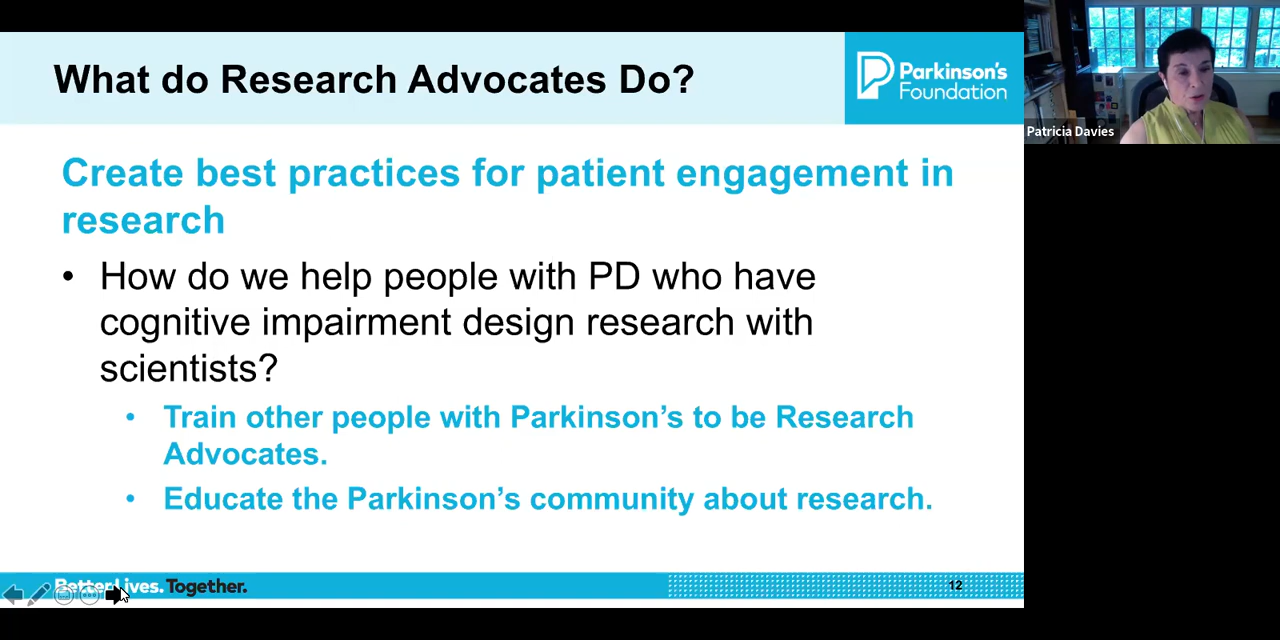 What do Research Advocates Do?
Parkinson's
Foundation
Patricia Davies
Create best practices for patient engagement in
research
• How do we help people with PD who have
cognitive impairment design research with
scientists?
• Train other people with Parkinson's to be Research
Advocates.
• Educate the Parkinson's community about research.
Better Lives. Together.
12